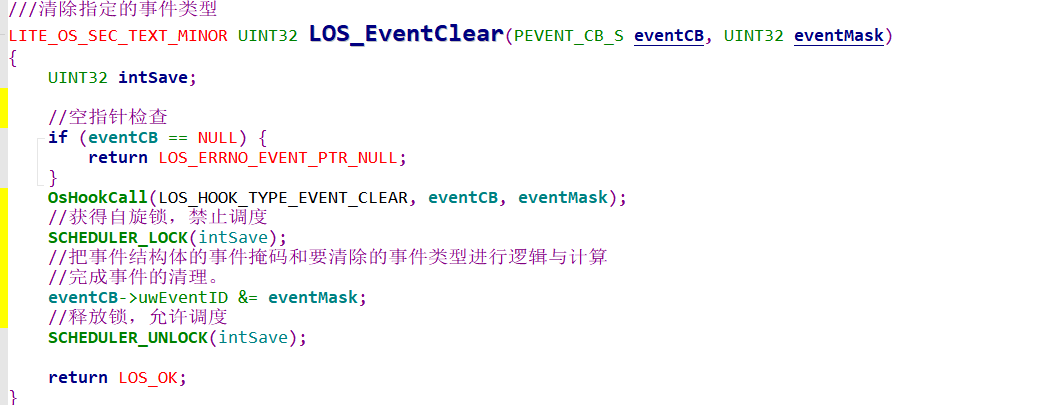 ///清除指定的事件类型
LITE_OS_SEC_TEXT_MINOR UINT32 LOS_EventClear(PEVENT_CB_S eventCB, UINT32 eventMask)
{
    UINT32 intSave;

    //空指针检查
    if (eventCB == NULL) {
        return LOS_ERRNO_EVENT_PTR_NULL;
    }
    OsHookCall(LOS_HOOK_TYPE_EVENT_CLEAR, eventCB, eventMask);
    //获得自旋锁，禁止调度
    SCHEDULER_LOCK(intSave);
    //把事件结构体的事件掩码和要清除的事件类型进行逻辑与计算
    //完成事件的清理。
    eventCB->uwEventID &= eventMask;
    //释放锁，允许调度
    SCHEDULER_UNLOCK(intSave);

    return LOS_OK;
}